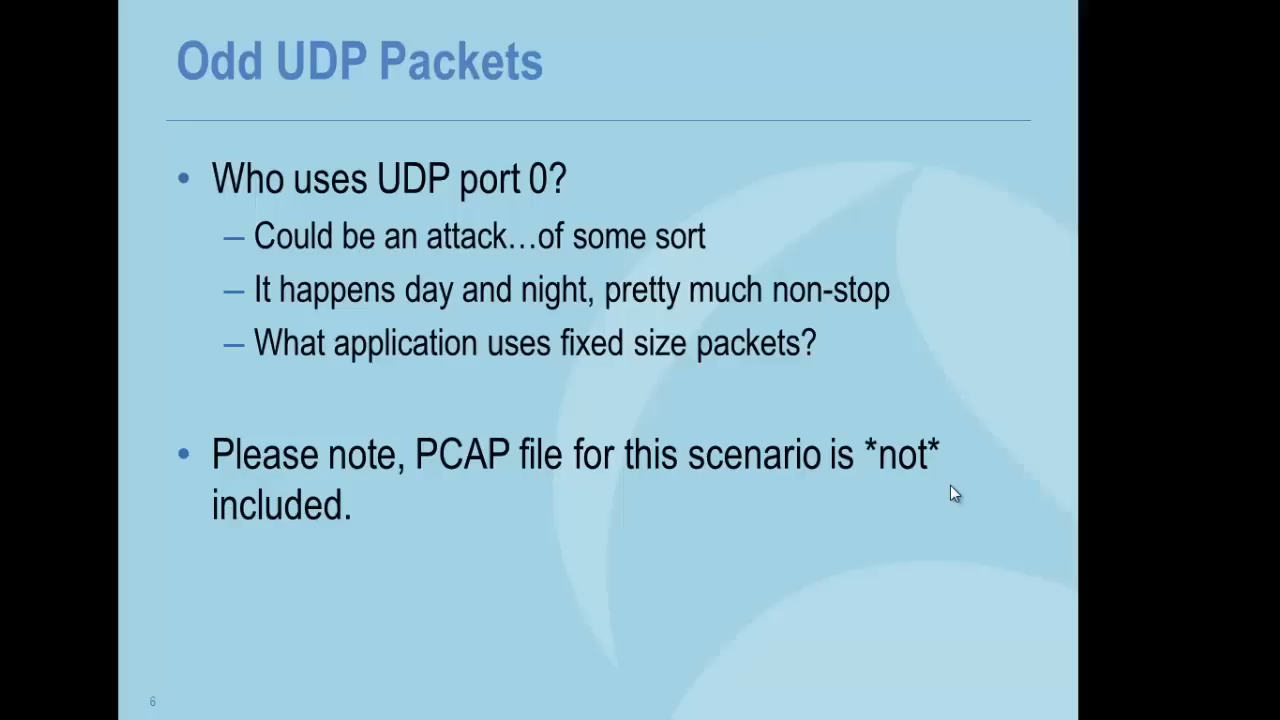 Odd UDP Packets
• Who uses UDP port 0?
– Could be an attack…of some sort
– It happens day and night, pretty much non-stop
– What application uses fixed size packets?
• Please note, PCAP file for this scenario is *not*
included.
6